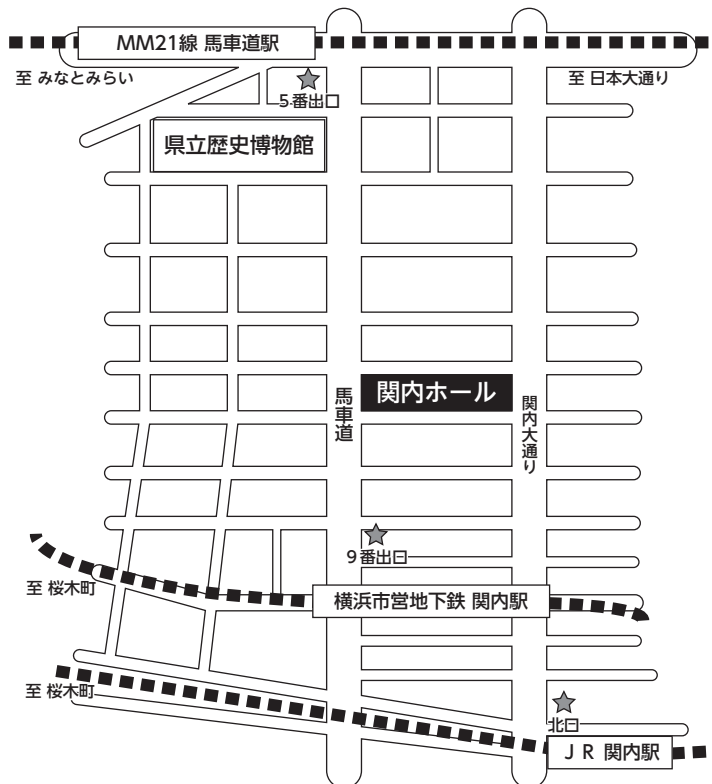 MM21線 馬車道駅
至 みなとみらい
至 日本大通り
5番出口
県立歴史博物館
関内ホール
馬車道
関内大通り
9番出口
至 桜木町
横浜市営地下鉄 関内駅
至 桜木町
北口
JR 関内駅